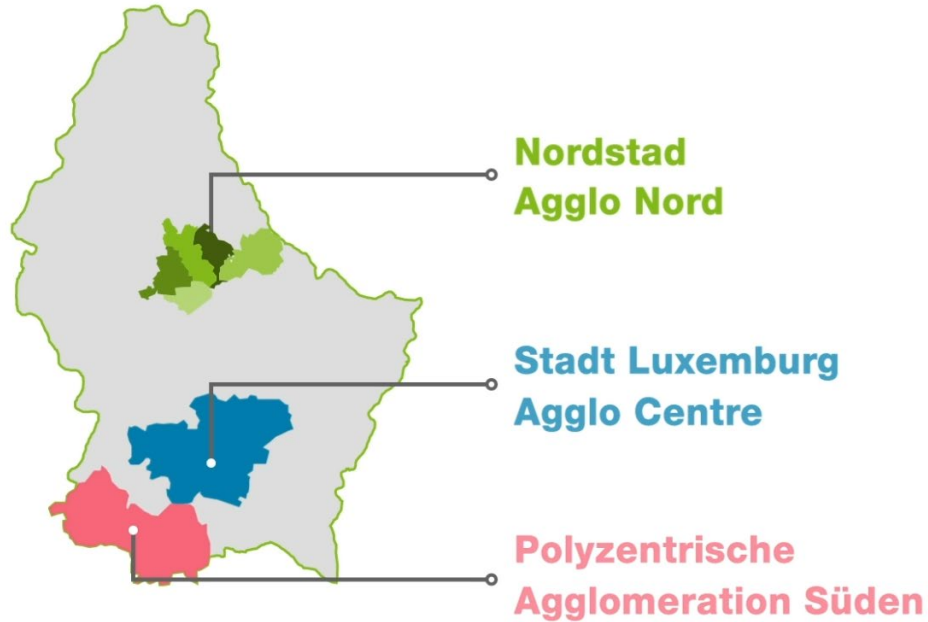 Nordstad
Agglo Nord
Stadt Luxemburg
Agglo Centre
Polyzentrische
Agglomeration Süden